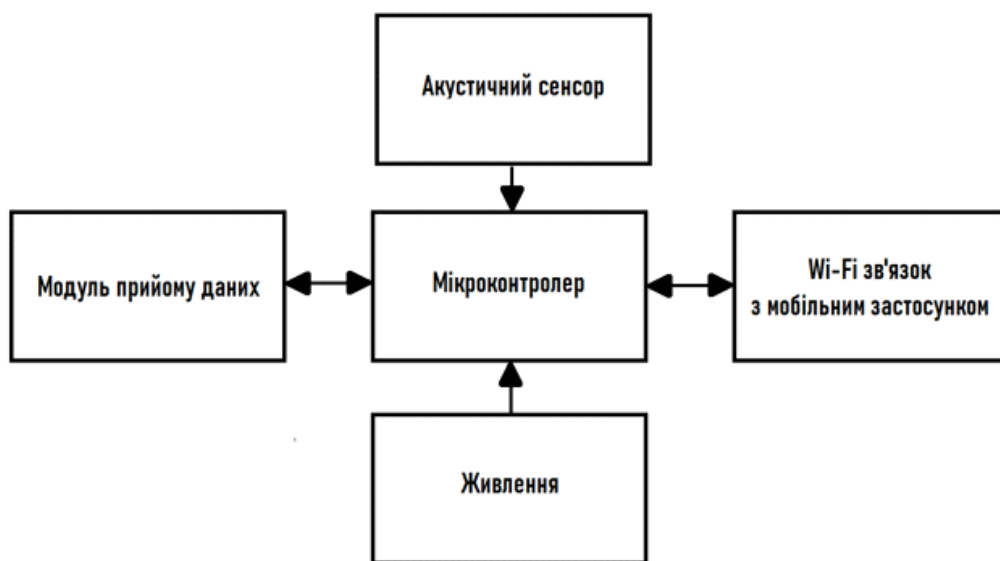 Акустичний сенсор
Модуль прийому даних
Мікроконтролер
Wi-Fi зв'язок
з мобільним застосунком
Живлення